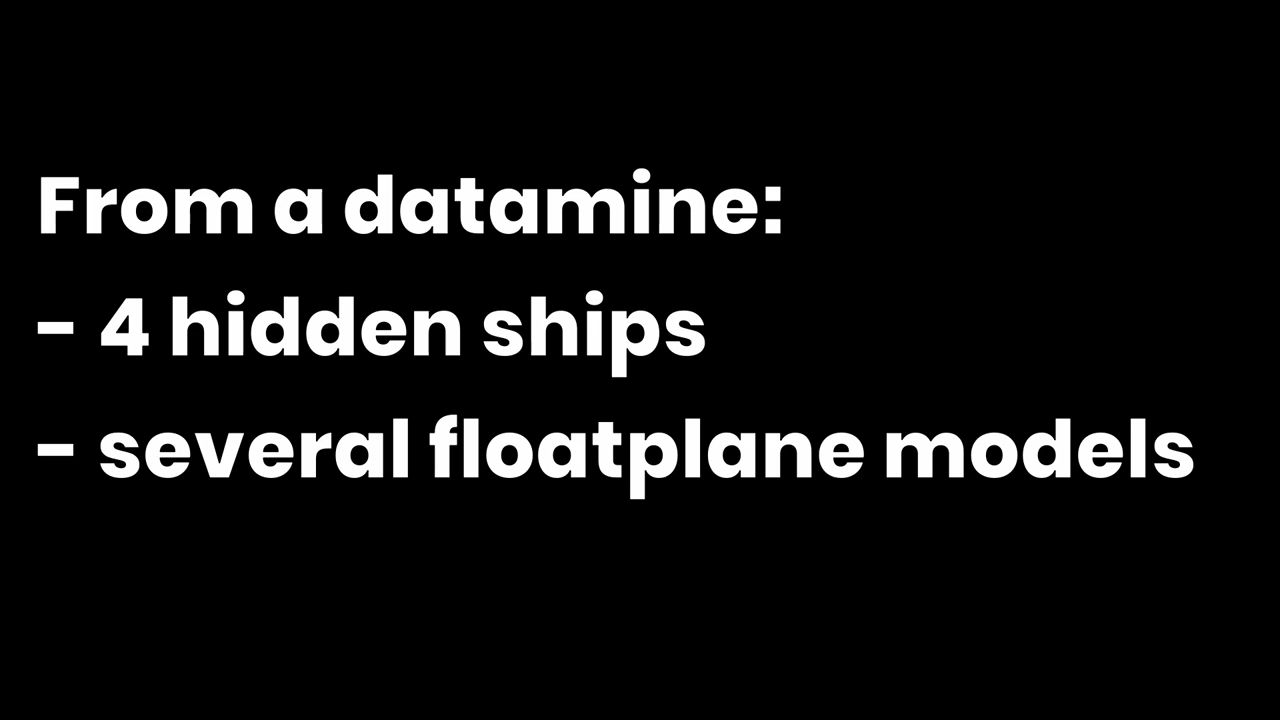 From a datamine:
- 4 hidden ships
- several floatplane models